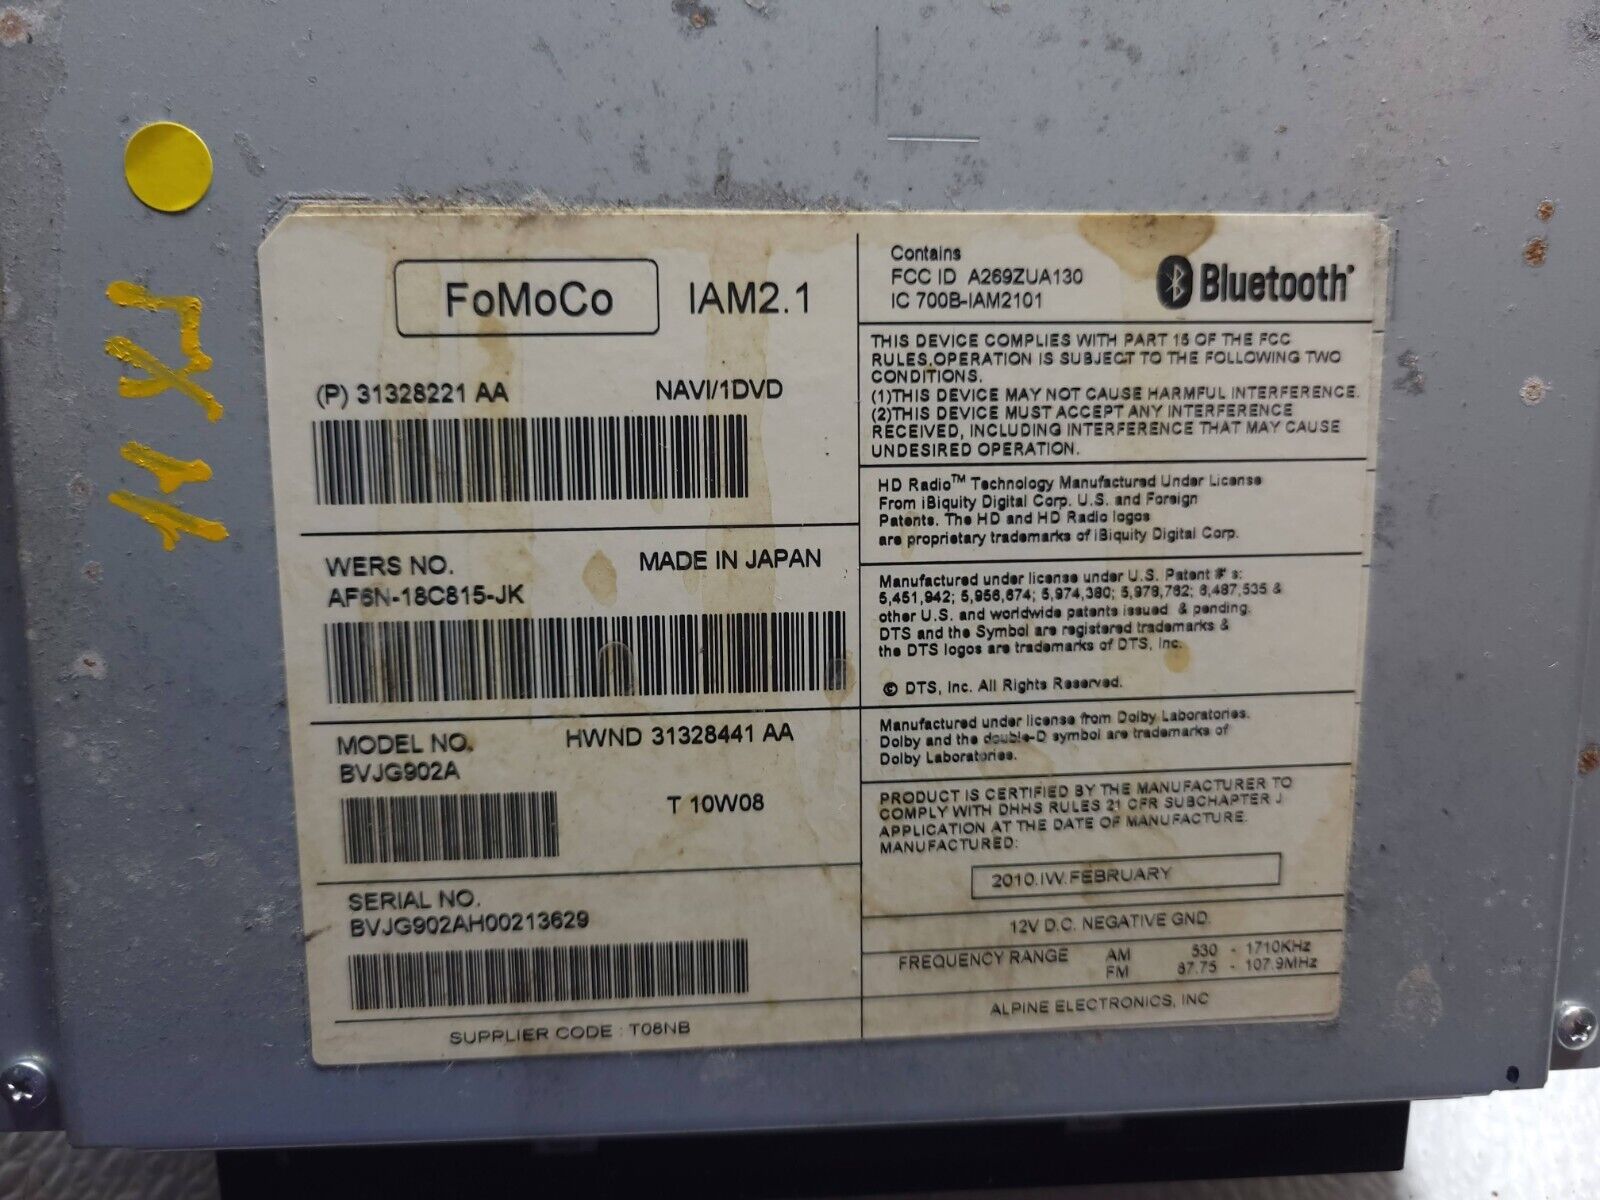 FoMoCo IAM2.1
(P) 31328221 AA NAVI/1DVD
WERS NO. MADE IN JAPAN
AF6N-18C815-JK
MODEL NO. HWND 31328441 AA
BVJG902A
T 10W08
SERIAL NO.
BVJG902AH00213629
SUPPLIER CODE : T08NB
Contains
FCC ID A269ZUA130
IC 700B-IAM2101
Bluetooth®
THIS DEVICE COMPLIES WITH PART 15 OF THE FCC
RULES,OPERATION IS SUBJECT TO THE FOLLOWING TWO
CONDITIONS.
(1)THIS DEVICE MAY NOT CAUSE HARMFUL INTERFERENCE.
(2)THIS DEVICE MUST ACCEPT ANY INTERFERENCE
RECEIVED, INCLUDING INTERFERENCE THAT MAY CAUSE
UNDESIRED OPERATION.
HD Radio™ Technology Manufactured Under License
From iBiquity Digital Corp. U.S. and Foreign
Patents. The HD and HD Radio logos
are proprietary trademarks of iBiquity Digital Corp.
Manufactured under license under U.S. Patent #'s:
5,451,942; 5,956,674; 5,974,380; 5,978,762; 6,487,535 &
other U.S. and worldwide patents issued & pending.
DTS and the Symbol are registered trademarks &
the DTS logos are trademarks of DTS, Inc.
© DTS, Inc. All Rights Reserved.
Manufactured under license from Dolby Laboratories.
Dolby and the double-D symbol are trademarks of
Dolby Laboratories.
PRODUCT IS CERTIFIED BY THE MANUFACTURER TO
COMPLY WITH DHHS RULES 21 CFR SUBCHAPTER J
APPLICATION AT THE DATE OF MANUFACTURE.
MANUFACTURED:
2010.IW.FEBRUARY
12V D.C. NEGATIVE GND.
FREQUENCY RANGE AM 530 - 1710KHz
FM 87.75 - 107.9MHz
ALPINE ELECTRONICS, INC